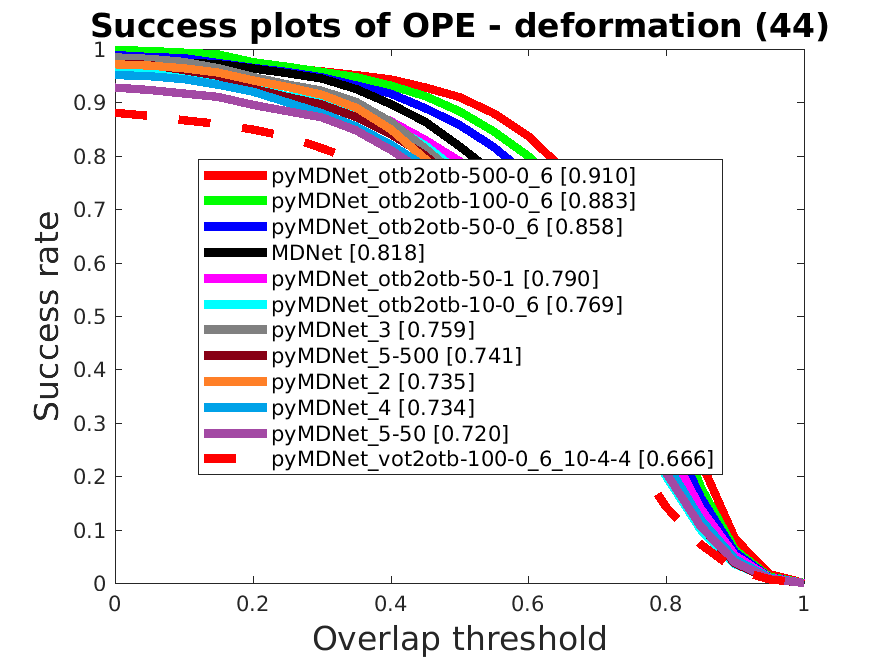 Success plots of OPE - deformation (44)
1
0.9
0.8
0.7
0.6
0.5
0.4
0.3
0.2
0.1
0
Success rate
pyMDNet_otb2otb-500-0_6 [0.910]
pyMDNet_otb2otb-100-0_6 [0.883]
pyMDNet_otb2otb-50-0_6 [0.858]
MDNet [0.818]
pyMDNet_otb2otb-50-1 [0.790]
pyMDNet_otb2otb-10-0_6 [0.769]
pyMDNet_3 [0.759]
pyMDNet_5-500 [0.741]
pyMDNet_2 [0.735]
pyMDNet_4 [0.734]
pyMDNet_5-50 [0.720]
pyMDNet_vot2otb-100-0_6_10-4-4 [0.666]
0 0.2 0.4 0.6 0.8 1
Overlap threshold